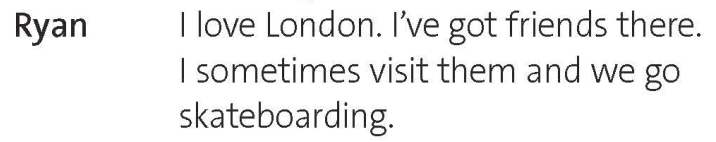 Ryan I love London. I’ve got friends there.
I sometimes visit them and we go
skateboarding.